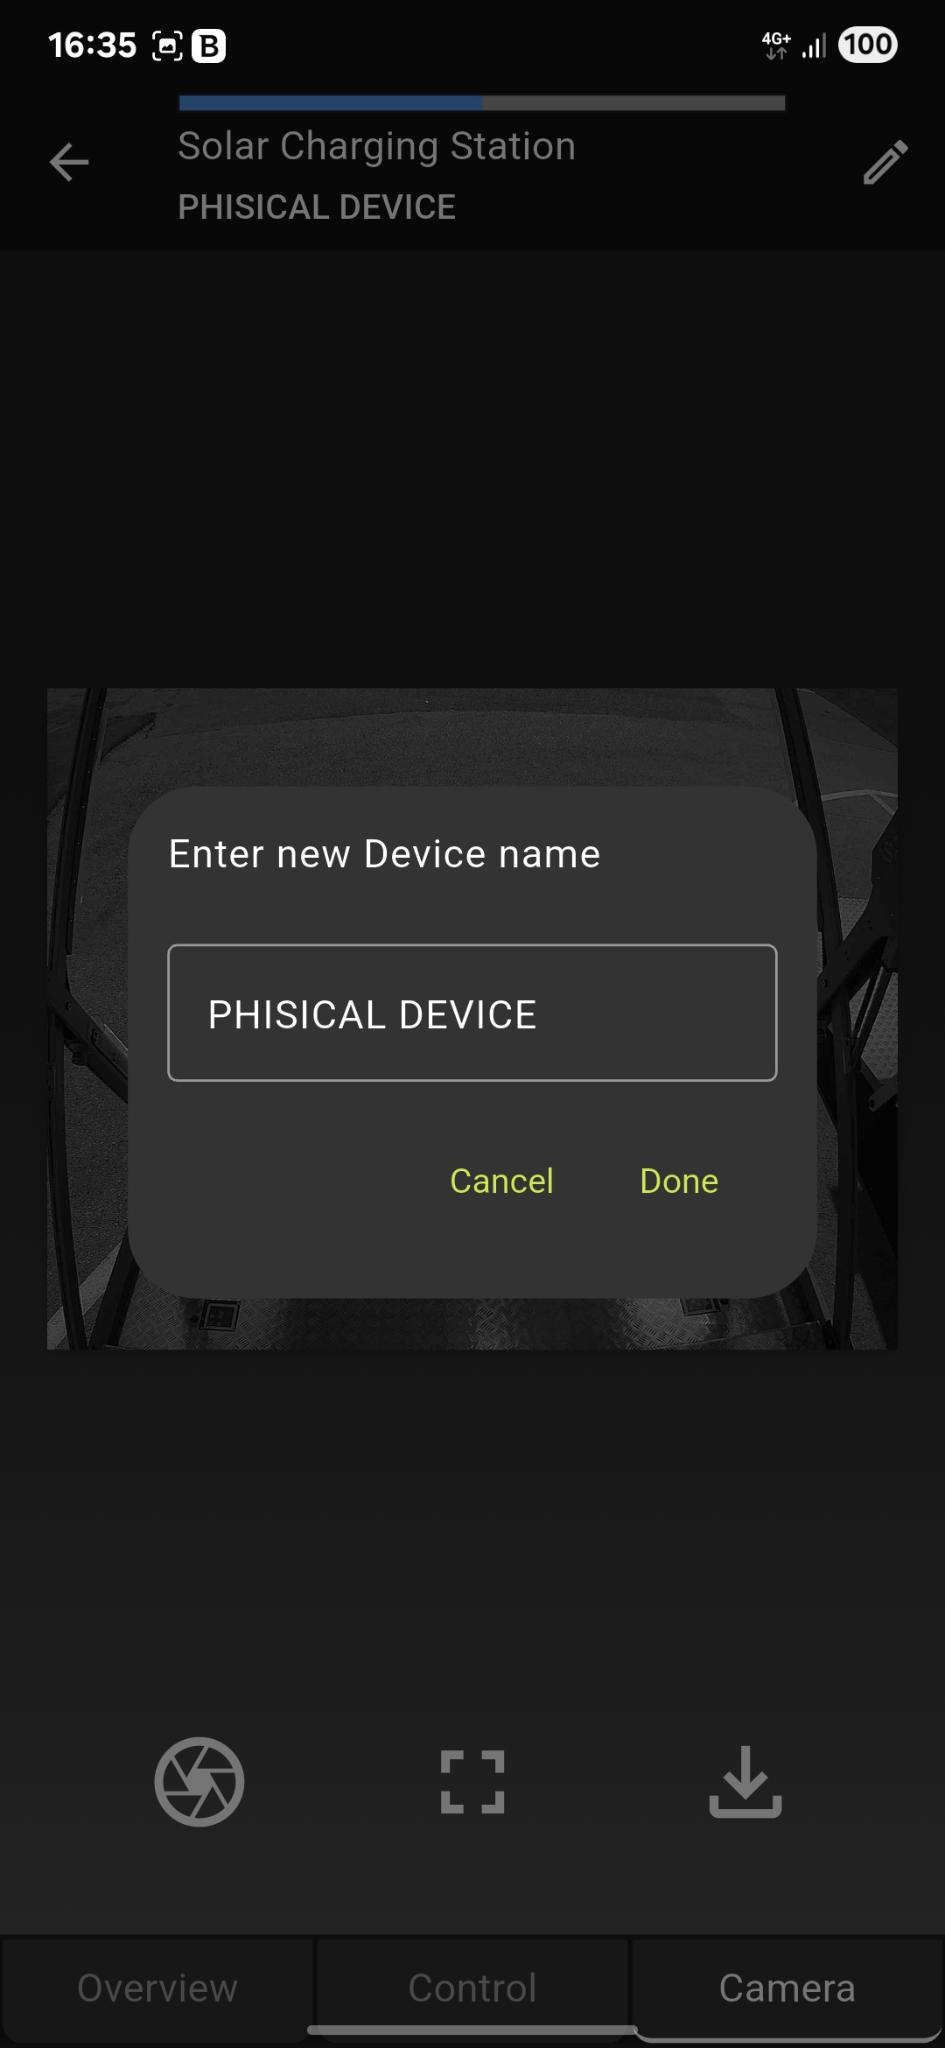 16:35
B
4G+
100
Solar Charging Station
PHISICAL DEVICE
Enter new Device name
PHISICAL DEVICE
Cancel
Done
Overview
Control
Camera